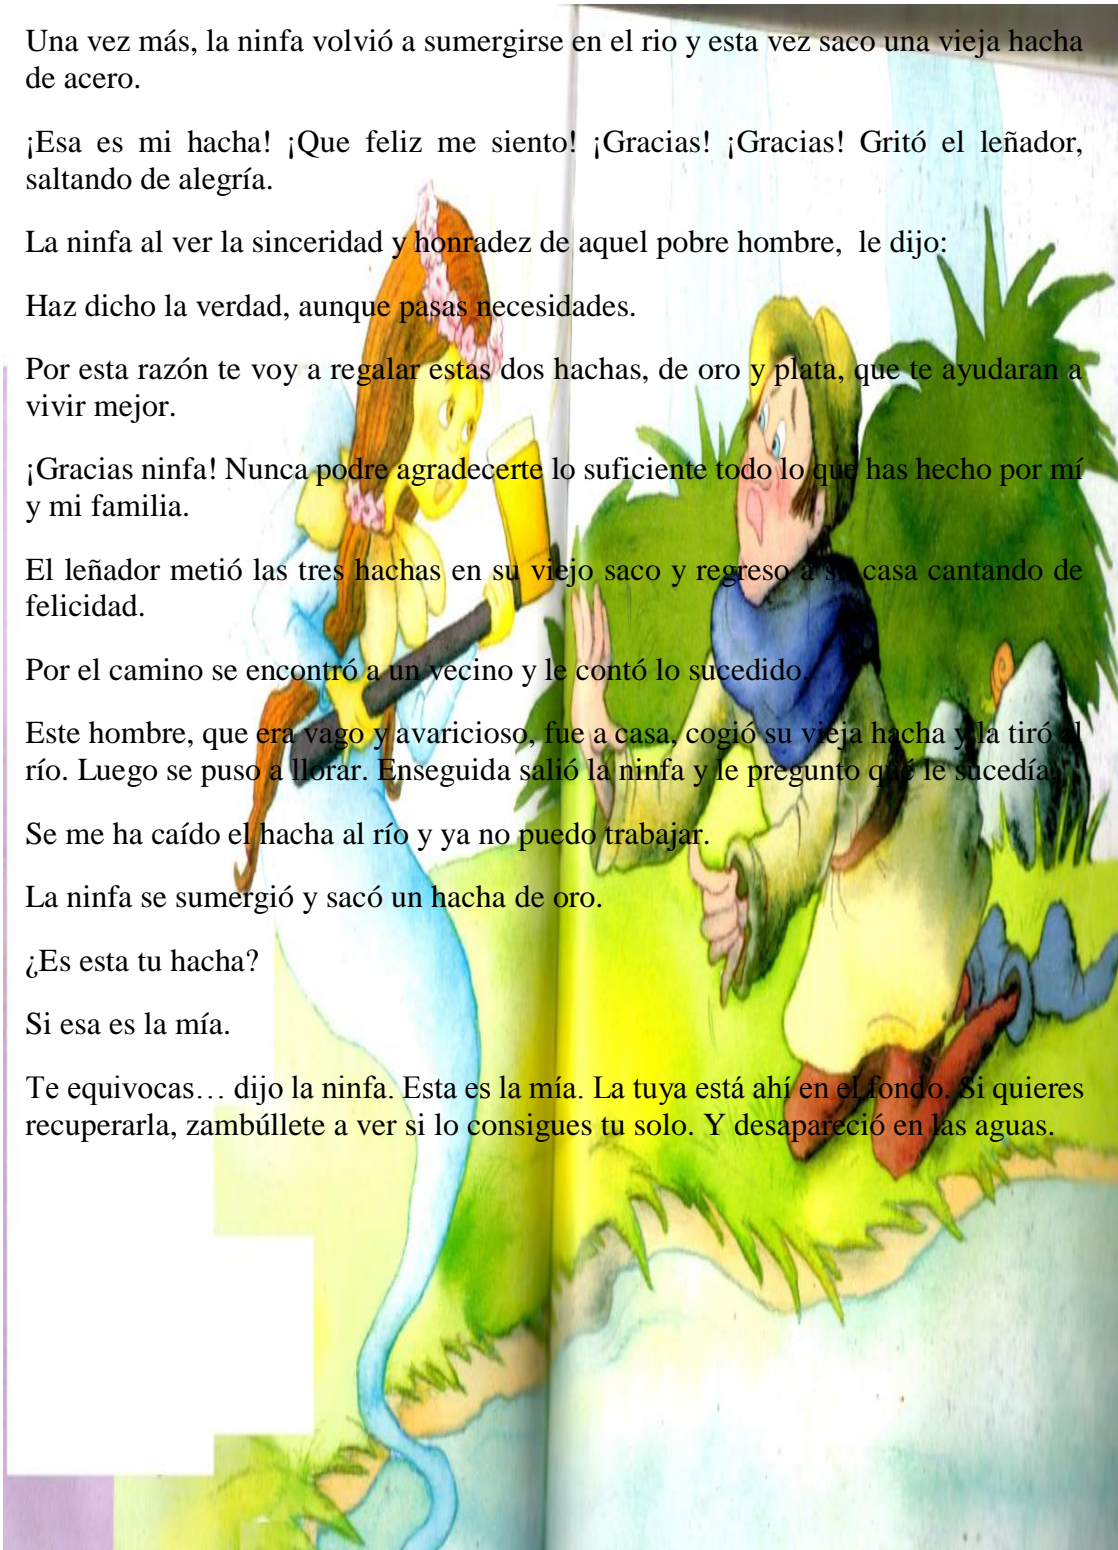 Una vez más, la ninfa volvió a sumergirse en el rio y esta vez saco una vieja hacha
de acero.
¡Esa es mi hacha! ¡Que feliz me siento! ¡Gracias! ¡Gracias! Gritó el leñador,
saltando de alegría.
La ninfa al ver la sinceridad y honradez de aquel pobre hombre, le dijo:
Haz dicho la verdad, aunque pasas necesidades.
Por esta razón te voy a regalar estas dos hachas, de oro y plata, que te ayudaran a
vivir mejor.
¡Gracias ninfa! Nunca podre agradecerte lo suficiente todo lo que has hecho por mí
y mi familia.
El leñador metió las tres hachas en su viejo saco y regreso a su casa cantando de
felicidad.
Por el camino se encontró a un vecino y le contó lo sucedido.
Este hombre, que era vago y avaricioso, fue a casa, cogió su vieja hacha y la tiró al
río. Luego se puso a llorar. Enseguida salió la ninfa y le pregunto qué le sucedía.
Se me ha caído el hacha al río y ya no puedo trabajar.
La ninfa se sumergió y sacó un hacha de oro.
¿Es esta tu hacha?
Si esa es la mía.
Te equivocas… dijo la ninfa. Esta es la mía. La tuya está ahí en el fondo. Si quieres
recuperarla, zambúllete a ver si lo consigues tu solo. Y desapareció en las aguas.